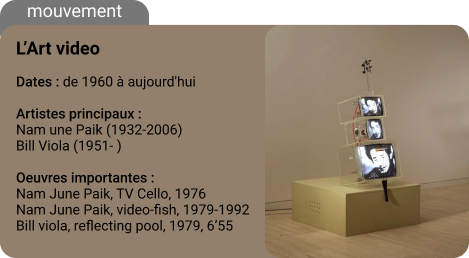 mouvement
L'Art video
Dates : de 1960 à aujourd'hui
Artistes principaux :
Nam une Paik (1932-2006)
Bill Viola (1951- )
Oeuvres importantes :
Nam June Paik, TV Cello, 1976
Nam June Paik, video-fish, 1979-1992
Bill viola, reflecting pool, 1979, 6'55